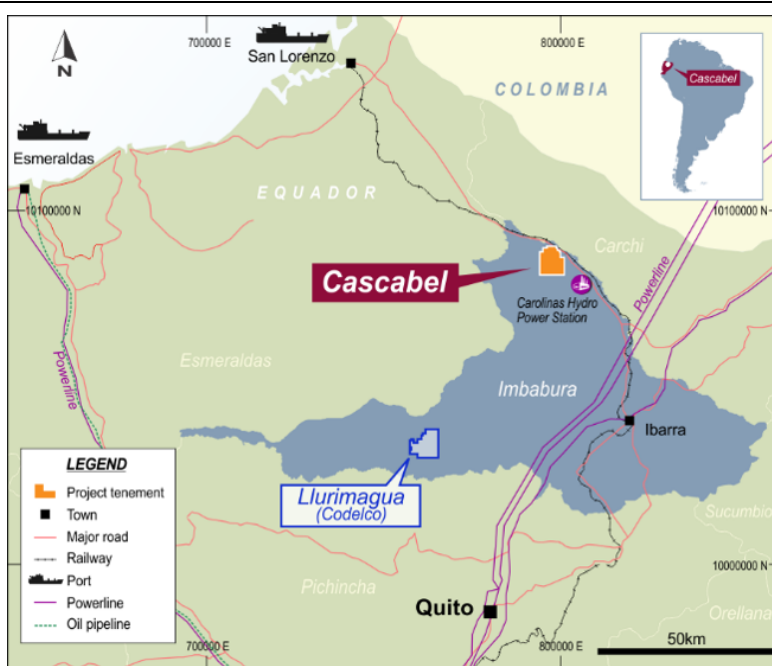 700000 E
800000 E
San Lorenzo
N
COLOMBIA
Cascabel
Esmeraldas
10100000 N
10100000 N
EQUADOR
Carchi
Powerline
Cascabel
Carolinas Hydro
Power Station
Esmeraldas
Powerline
Imbabura
Ibarra
LEGEND
Project tenement
Town
Major road
Railway
Port
Powerline
Oil pipeline
Llurimagua
(Codelco)
Sucumbio
10000000 N
Pichincha
Quito
Orellana
700000 E
800000 E
50km